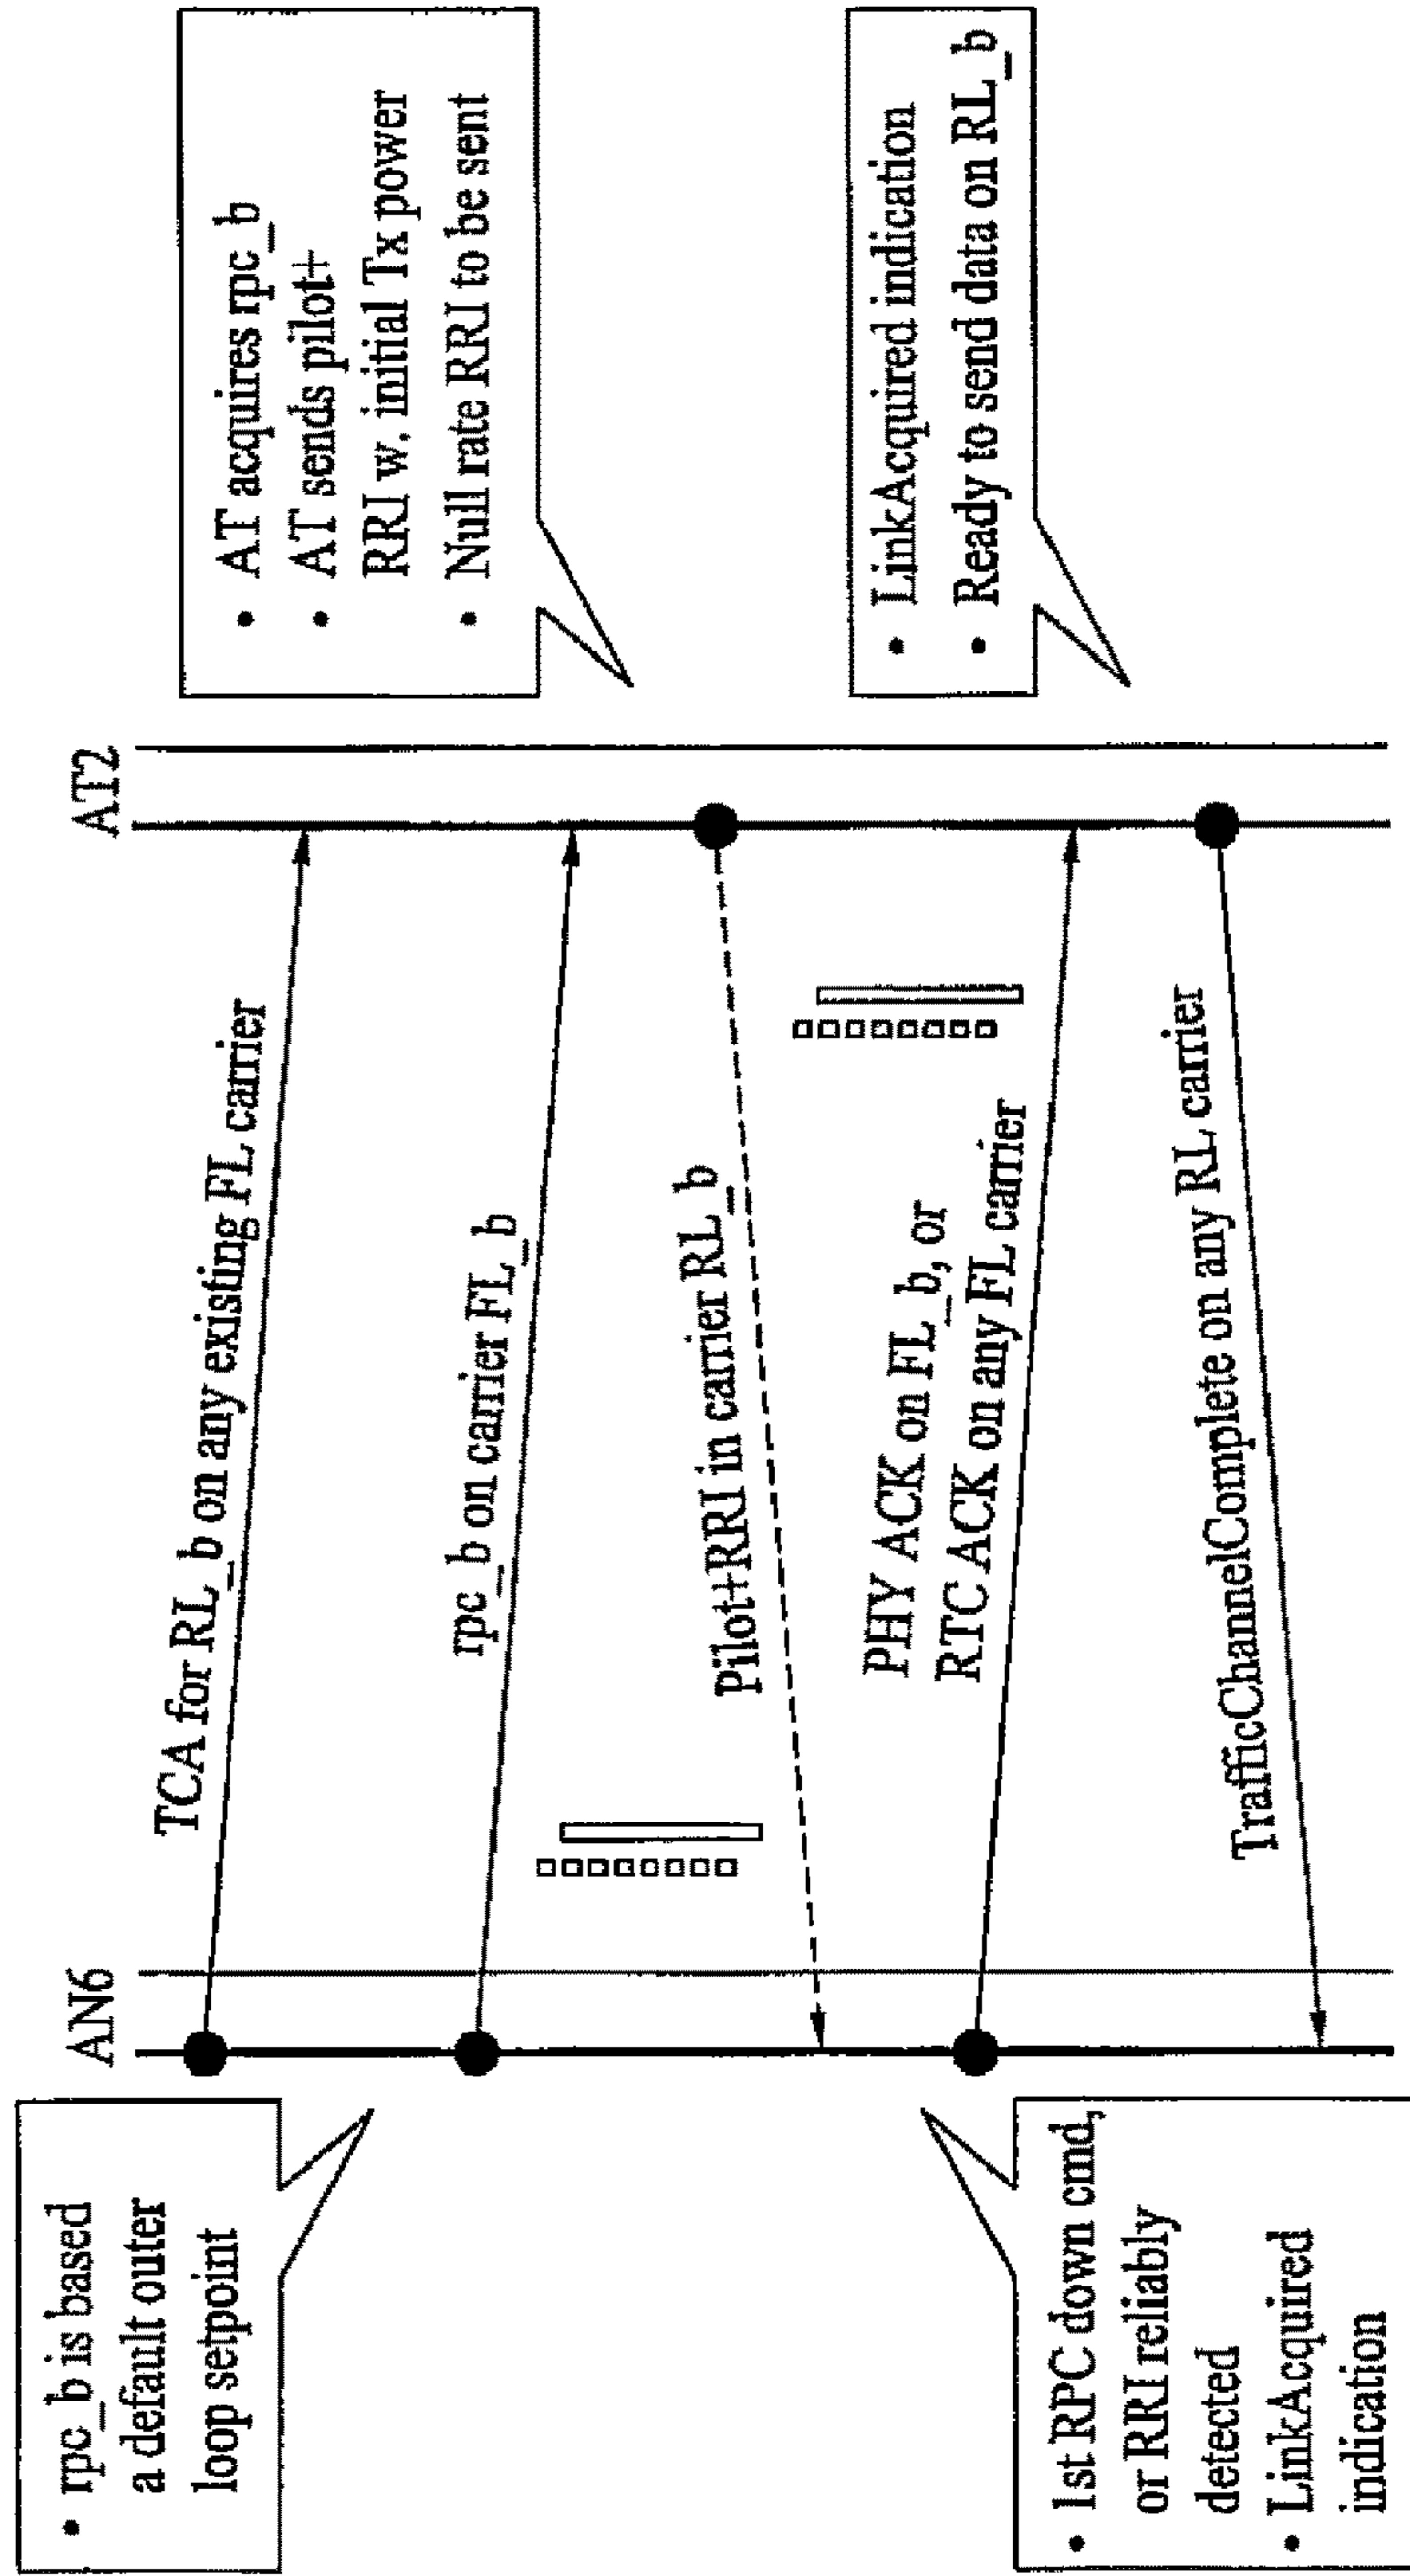 AN6
AT2
• rpc_b is based
a default outer
loop setpoint
TCA for RL_b on any existing FL carrier
rpc_b on carrier FL_b
• AT acquires rpc_b
• AT sends pilot+
RRI w. initial Tx power
• Null rate RRI to be sent
Pilot+RRI in carrier RL_b
• 1st RPC down cmd,
or RRI reliably
detected
• LinkAcquired
indication
PHY ACK on FL_b, or
RTC ACK on any FL carrier
• LinkAcquired indication
• Ready to send data on RL_b
TrafficChannelComplete on any RL carrier